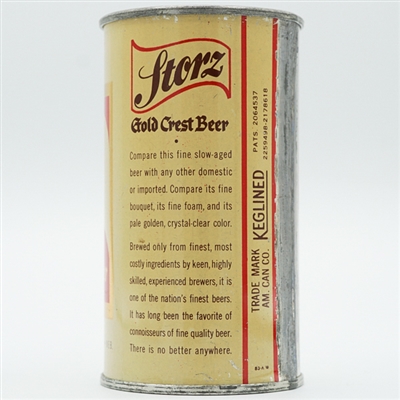 Storz
Gold Crest Beer
Compare this fine slow-aged
beer with any other domestic
or imported. Compare its fine
bouquet, its fine foam, and its
pale golden, crystal-clear color.
Brewed only from finest, most
costly ingredients by keen, highly
skilled, experienced brewers, it is
one of the nation's finest beers.
It has long been the favorite of
connoisseurs of fine quality beer.
There is no better anywhere.
TRADE MARK
AM. CAN CO.
KEGLINED
PATS. 2064537
2259498-2178618